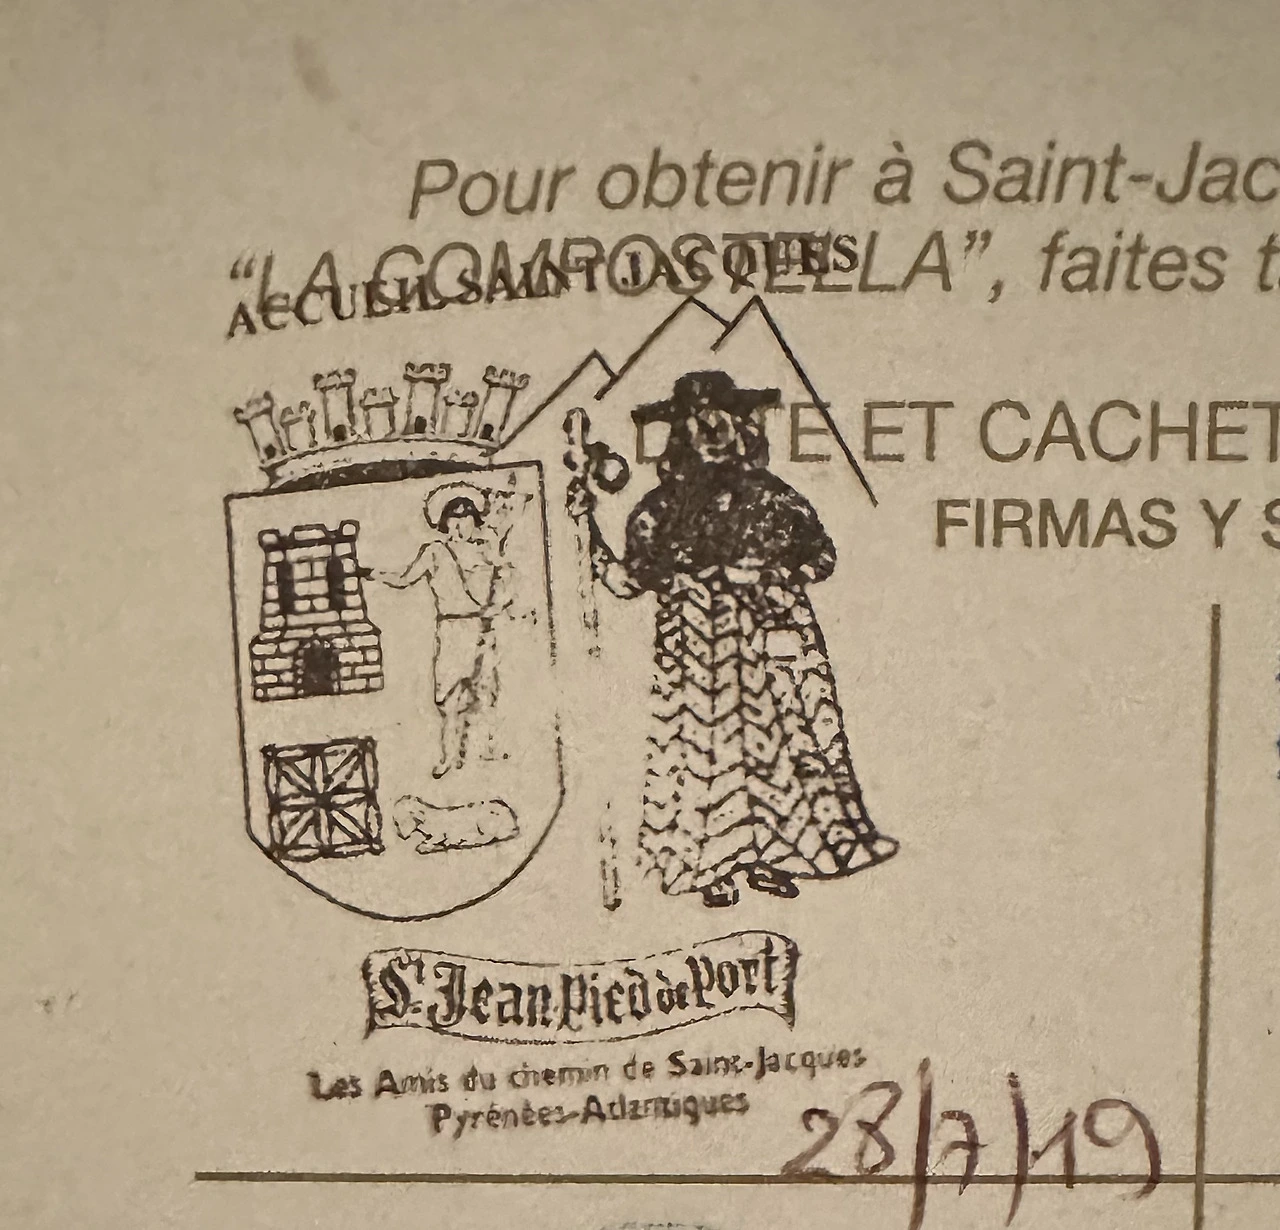 Pour obtenir à Saint-Jac
“LA COMPOSTELLA”, faites t
ACCUEIL SAINT JACQUES
DATE ET CACHET
FIRMAS Y S
St. Jean Pied de Port
Les Amis du chemin de Saint-Jacques
Pyrénées-Atlantiques
28/7/19